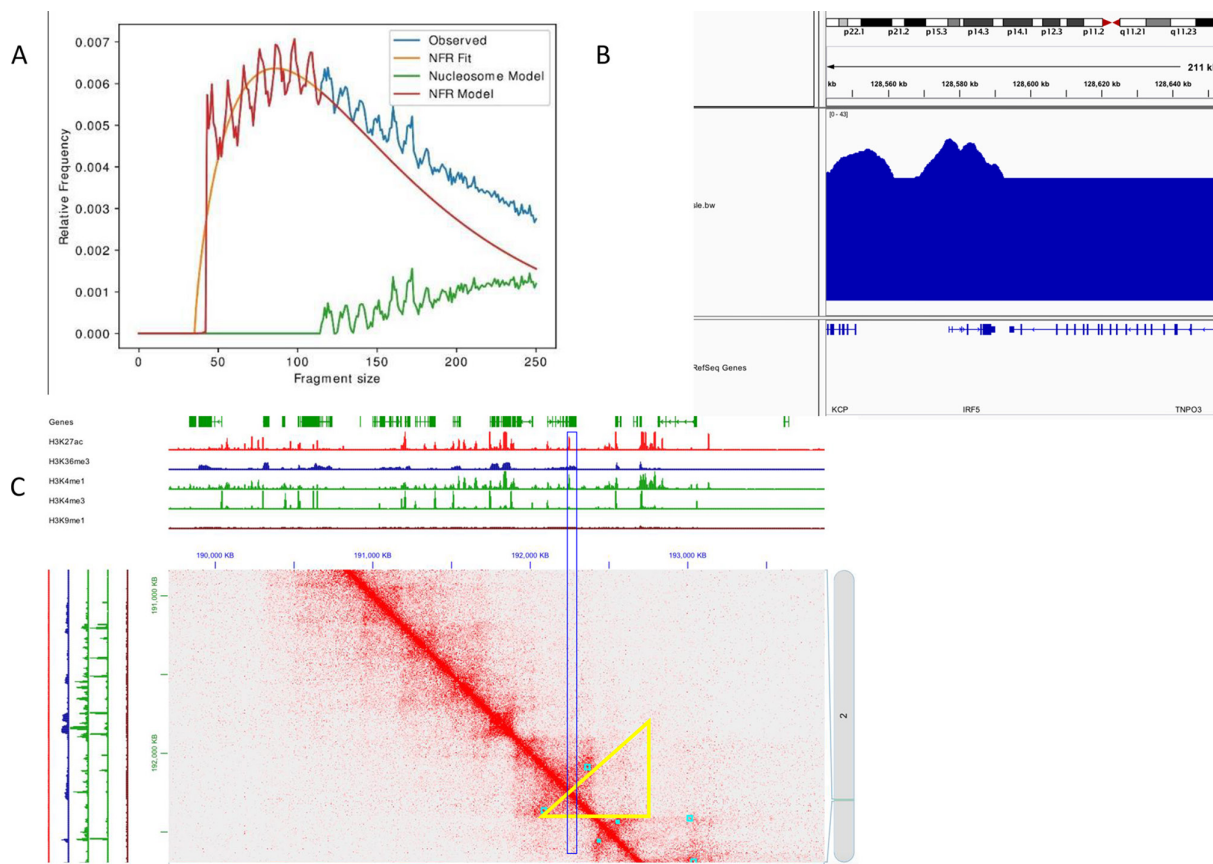 A
0.007
0.006
0.005
0.004
0.003
0.002
0.001
0.000
Relative Frequency
0
50
100
150
200
250
Fragment size
Observed
NFR Fit
Nucleosome Model
NFR Model
B
p22.1 p21.2 p15.3 p14.3 p14.1 p12.3 p11.2 q11.21 q11.23
kb 128,560 kb 128,580 kb 128,600 kb 128,620 kb 128,640 kb
[0 - 43]
sle.bw
RefSeq Genes
KCP IRF5 TNPO3
C
Genes
H3K27ac
H3K36me3
H3K4me1
H3K4me3
H3K9me1
190,000 KB 191,000 KB 192,000 KB 193,000 KB
191,000 KB
192,000 KB
2